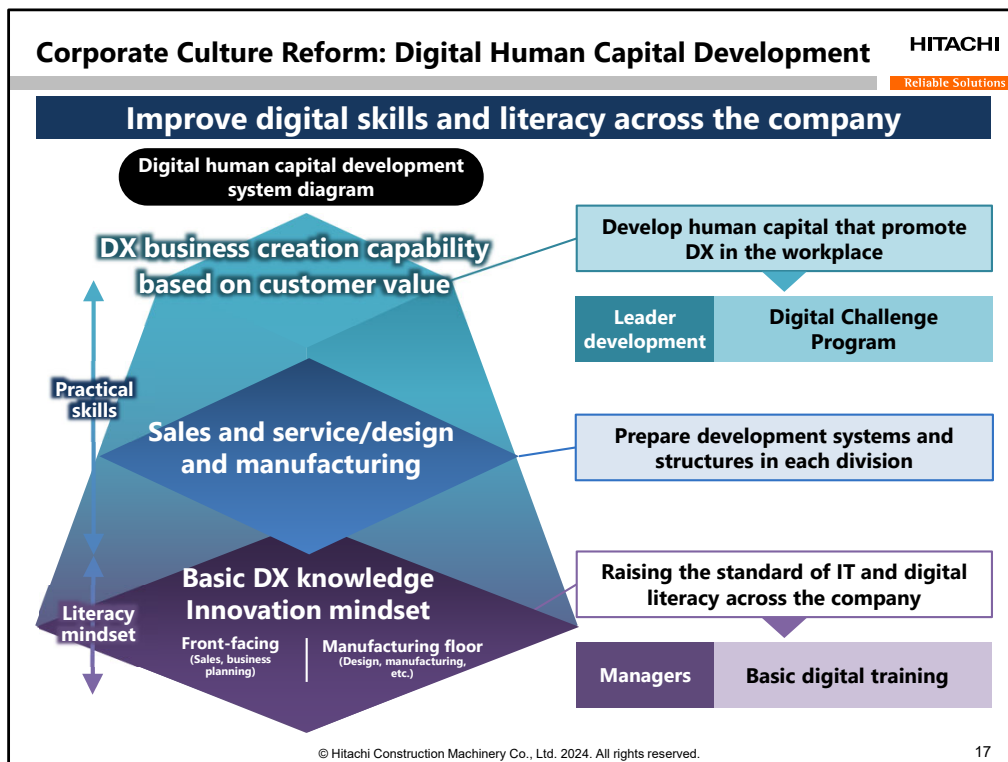 Corporate Culture Reform: Digital Human Capital Development
HITACHI
Reliable Solutions
Improve digital skills and literacy across the company
Digital human capital development
system diagram
DX business creation capability
based on customer value
Practical
skills
Sales and service/design
and manufacturing
Literacy
mindset
Basic DX knowledge
Innovation mindset
Front-facing
(Sales, business
planning)
Manufacturing floor
(Design, manufacturing,
etc.)
Develop human capital that promote
DX in the workplace
Leader
development
Digital Challenge
Program
Prepare development systems and
structures in each division
Raising the standard of IT and digital
literacy across the company
Managers
Basic digital training
© Hitachi Construction Machinery Co., Ltd. 2024. All rights reserved.
17